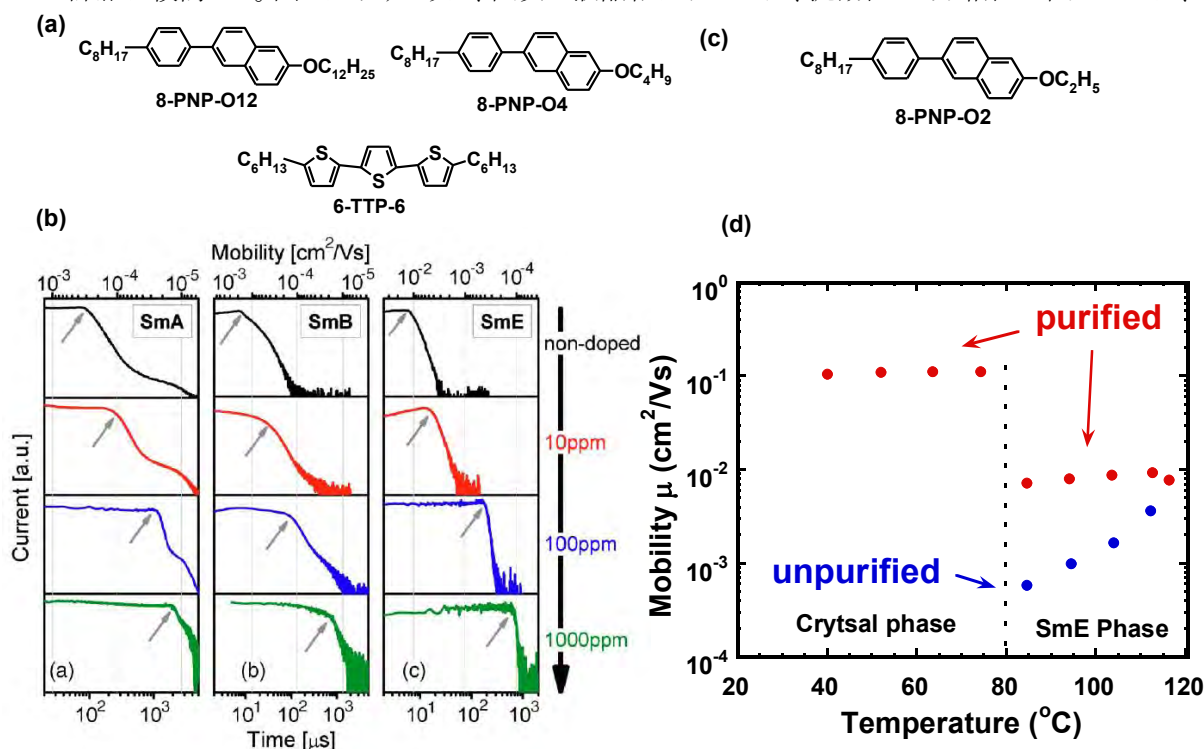 (a)
C8H17
OC12H25
8-PNP-O12
C8H17
OC4H9
8-PNP-O4
(c)
C8H17
OC2H5
8-PNP-O2
C6H13
S
S
S
C6H13
6-TTP-6
(b)
Mobility [cm²/Vs]
10⁻³ 10⁻⁴ 10⁻⁵
10⁻³ 10⁻⁴ 10⁻⁵
10⁻² 10⁻³ 10⁻⁴
SmA
SmB
SmE
non-doped
10ppm
100ppm
1000ppm
Current [a.u.]
(a)
(b)
(c)
10² 10³
10¹ 10² 10³
10¹ 10² 10³
Time [μs]
(d)
10⁰
10⁻¹
10⁻²
10⁻³
10⁻⁴
Mobility μ (cm²/Vs)
purified
unpurified
Crytsal phase
SmE Phase
20 40 60 80 100 120
Temperature (°C)